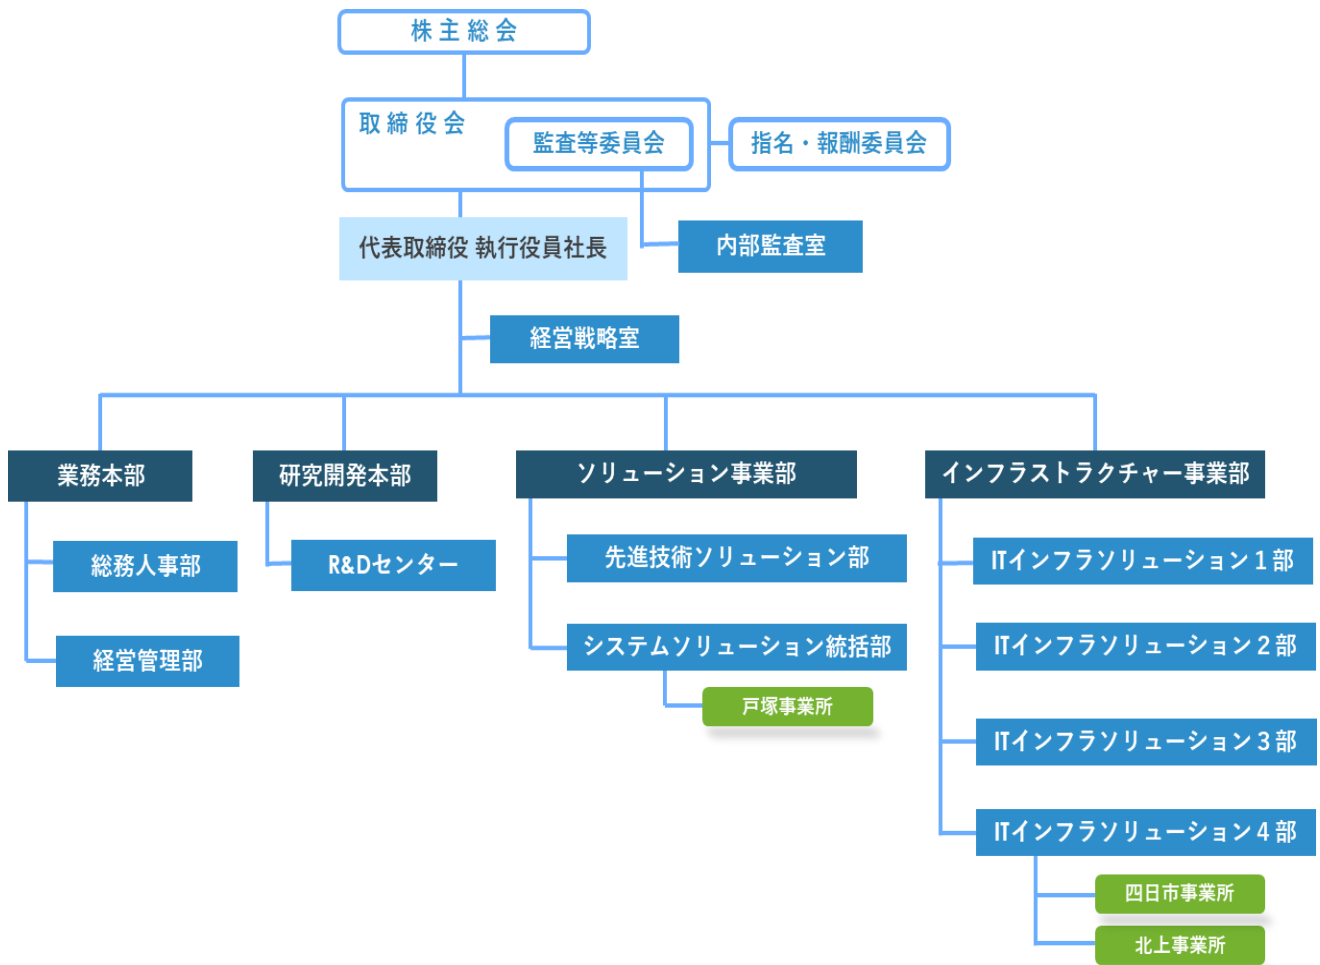 株主総会
取締役会
監査等委員会
指名・報酬委員会
代表取締役 執行役員社長
内部監査室
経営戦略室
業務本部
総務人事部
経営管理部
研究開発本部
R&Dセンター
ソリューション事業部
先進技術ソリューション部
システムソリューション統括部
戸塚事業所
インフラストラクチャー事業部
ITインフラソリューション１部
ITインフラソリューション２部
ITインフラソリューション３部
ITインフラソリューション４部
四日市事業所
北上事業所